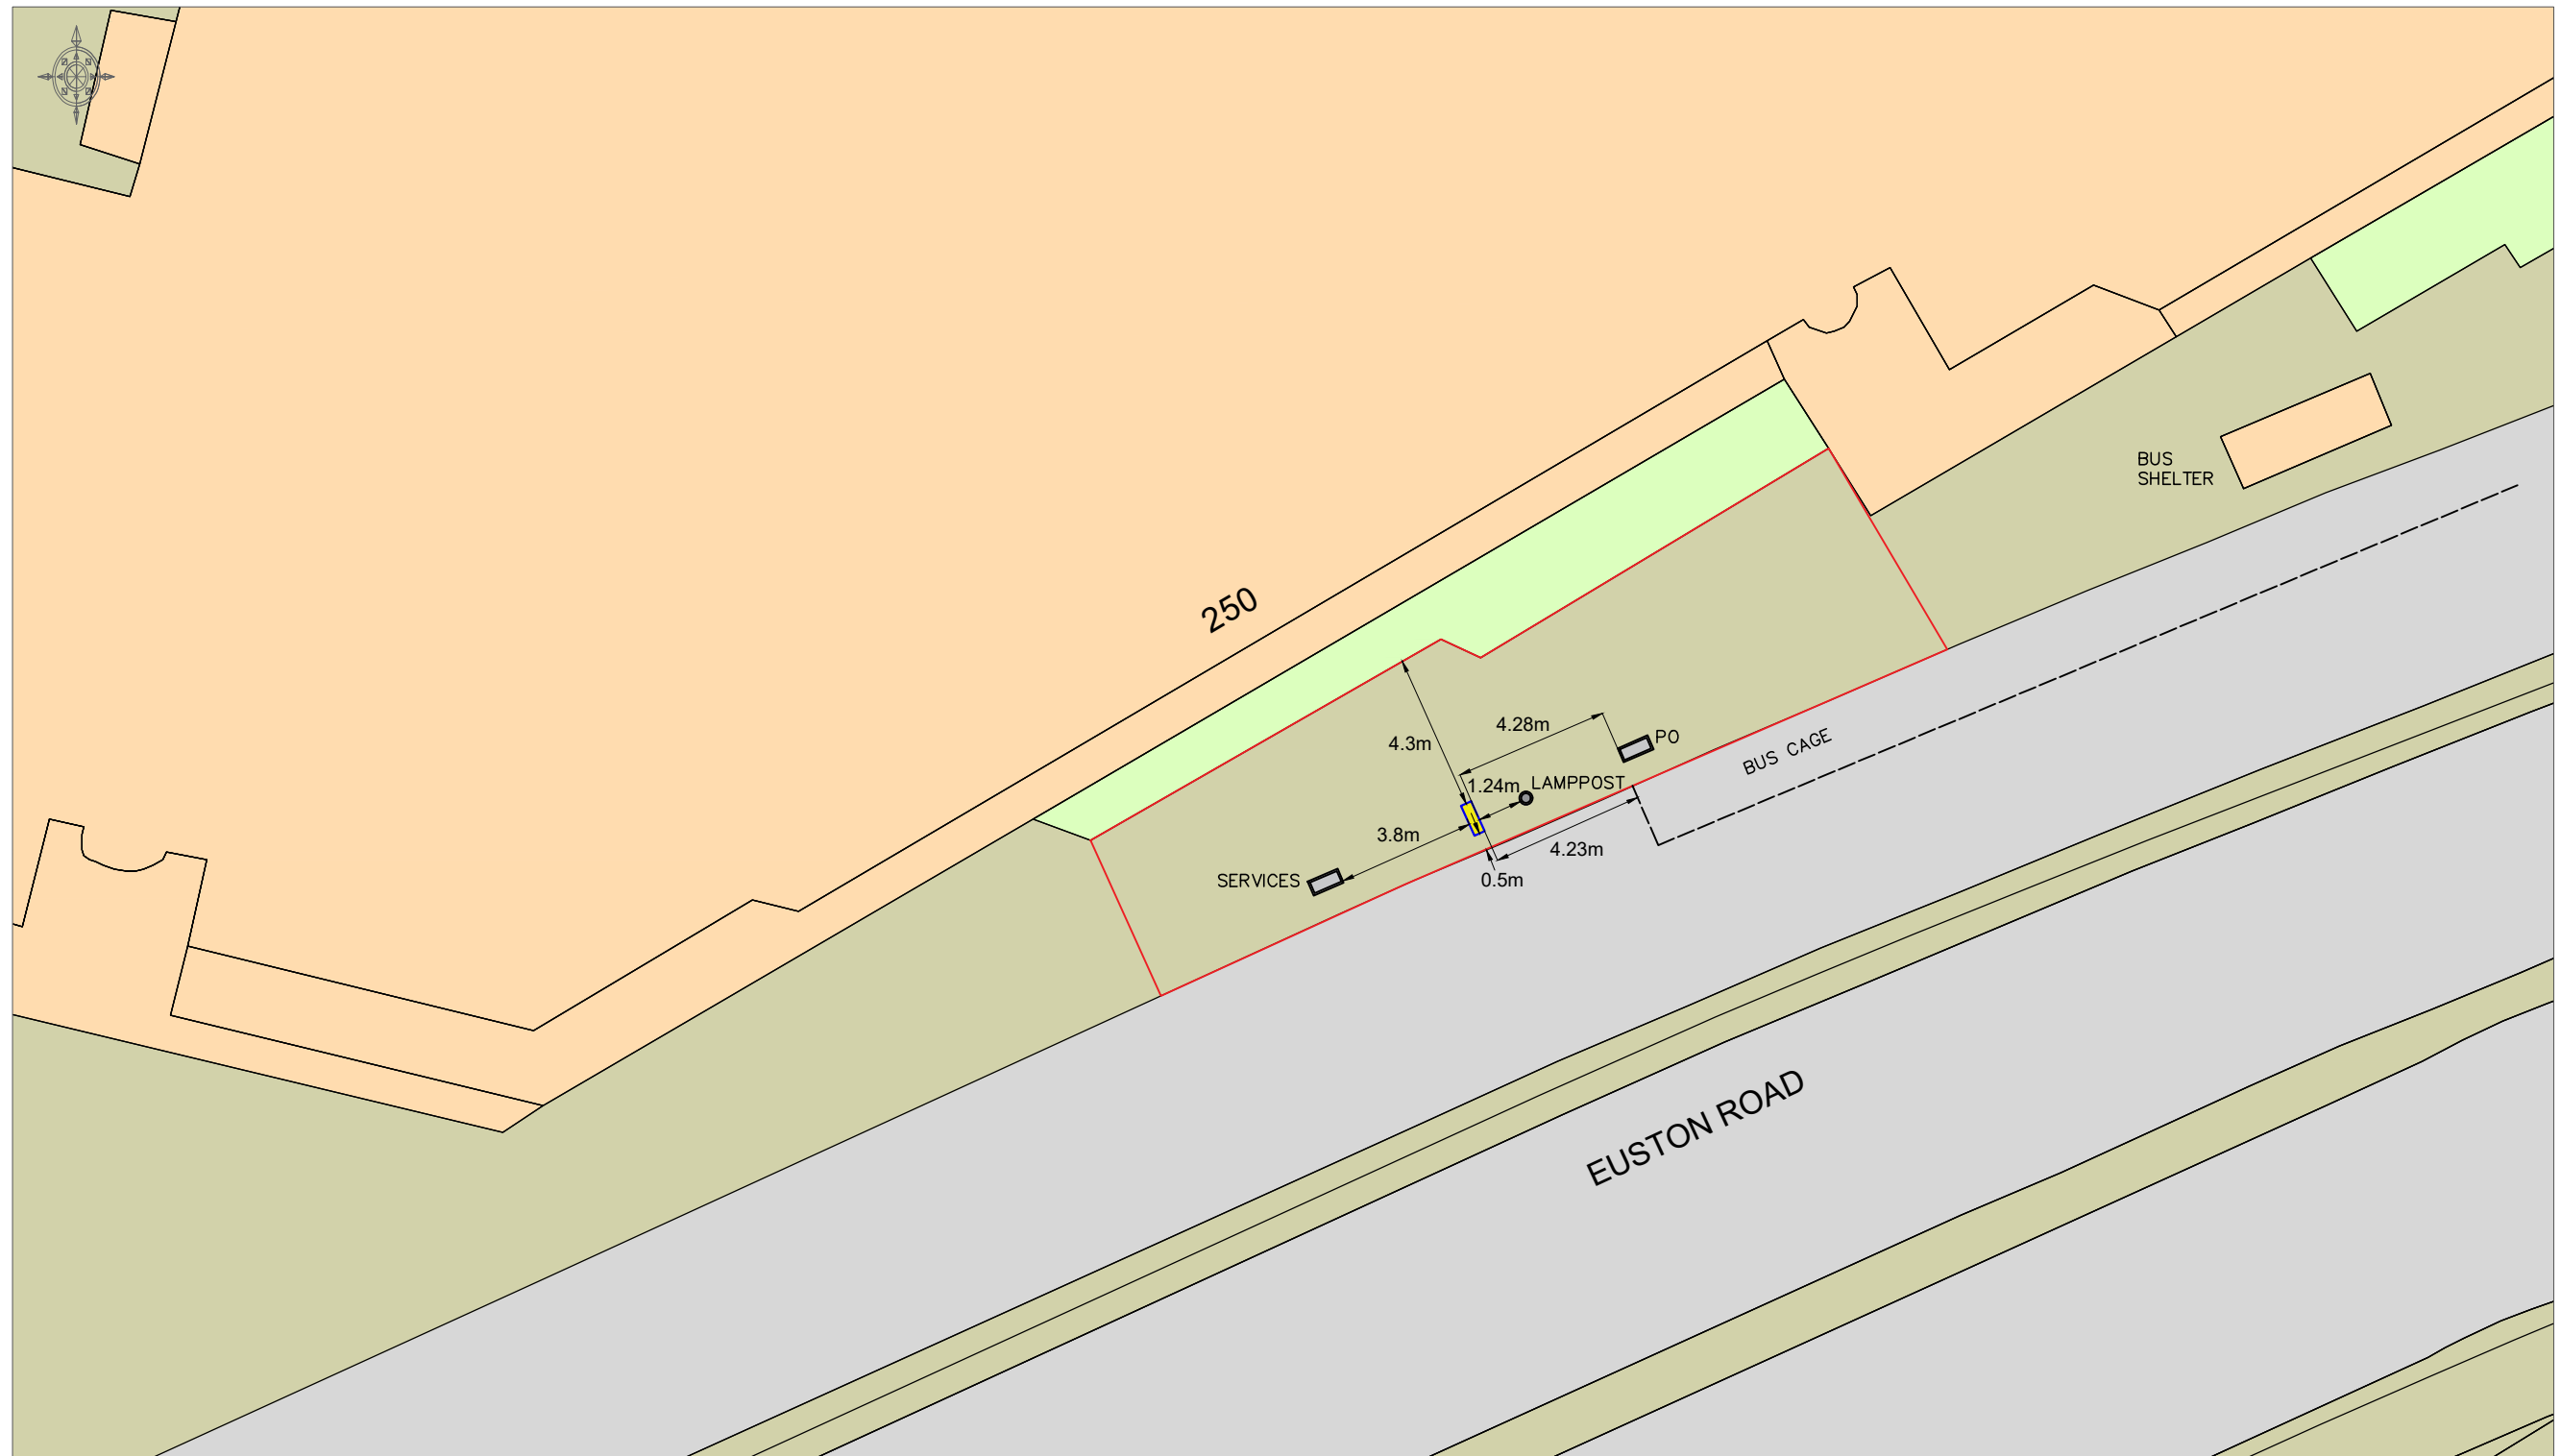 BUS
SHELTER
250
4.28m
PO
BUS CAGE
4.3m
1.24m
LAMPPOST
3.8m
4.23m
SERVICES
0.5m
EUSTON ROAD